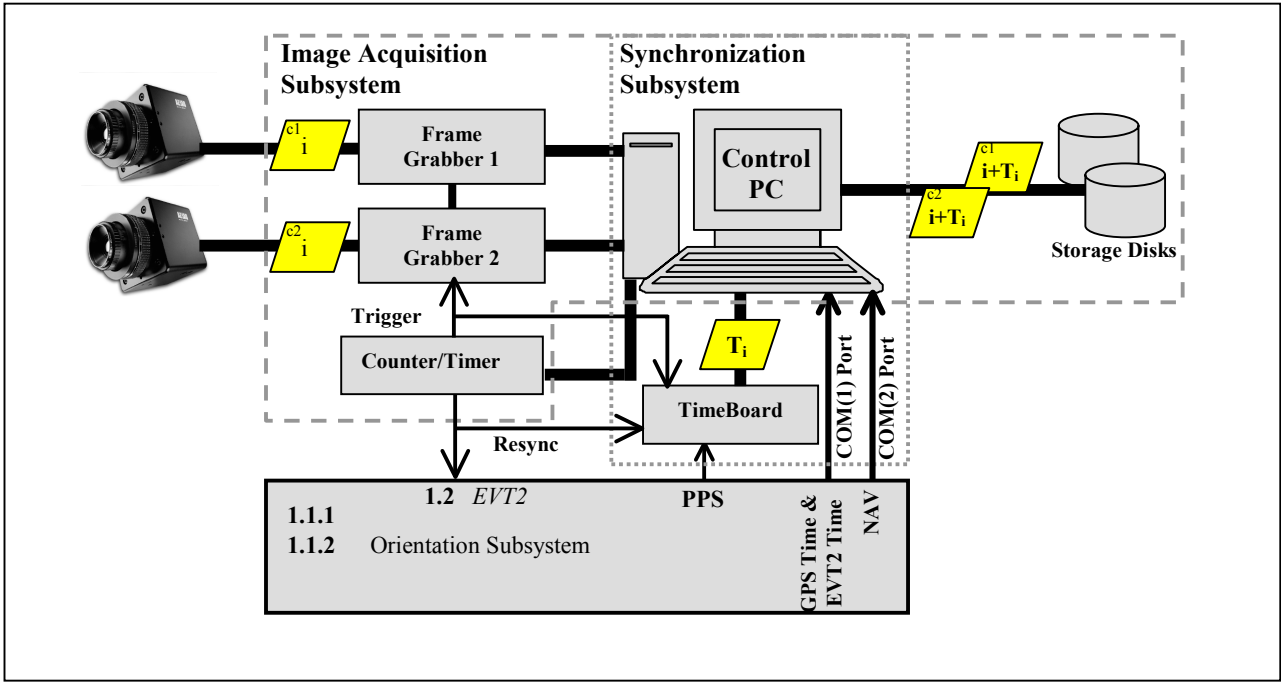 Image Acquisition
Subsystem
Synchronization
Subsystem
c1
i
Frame
Grabber 1
Control
PC
c1
i+Ti
c2
i+Ti
c2
i
Frame
Grabber 2
Storage Disks
Trigger
Ti
Counter/Timer
TimeBoard
COM(1) Port
COM(2) Port
Resync
1.2 EVT2
PPS
GPS Time &
EVT2 Time
NAV
1.1.1
1.1.2 Orientation Subsystem